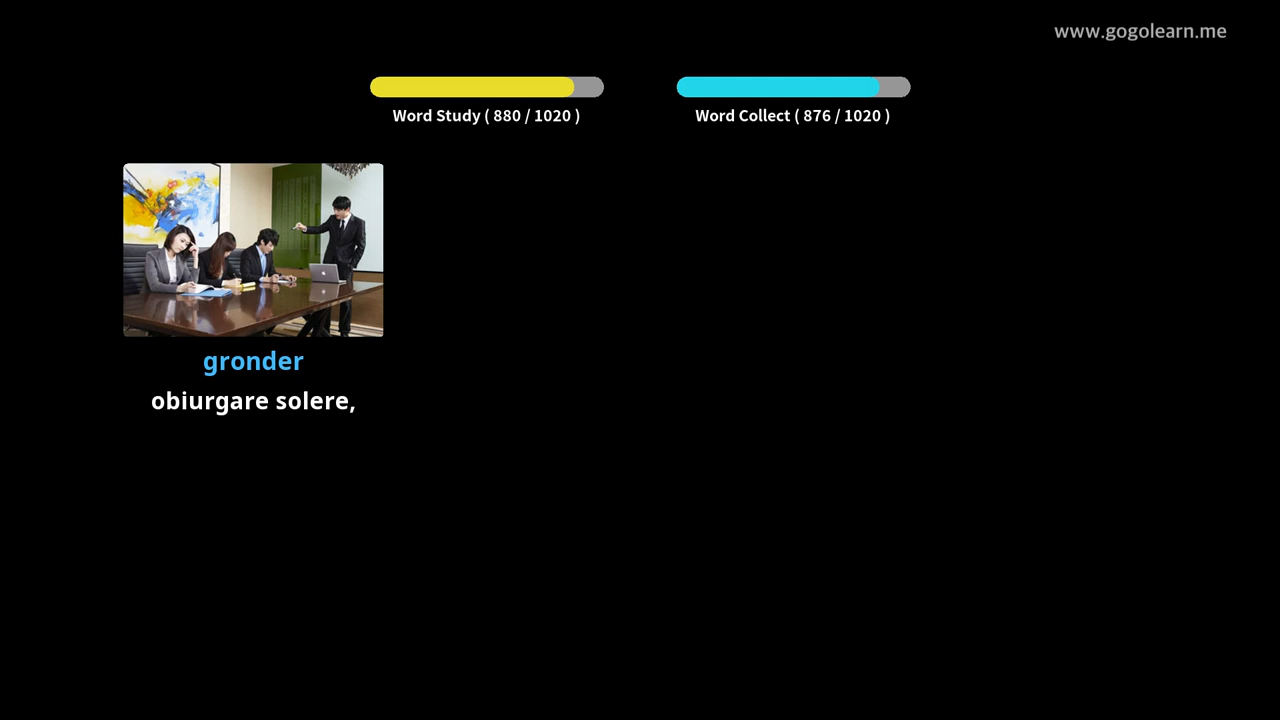 www.gogolearn.me
Word Study ( 880 / 1020 )
Word Collect ( 876 / 1020 )
gronder
obiurgare solere,